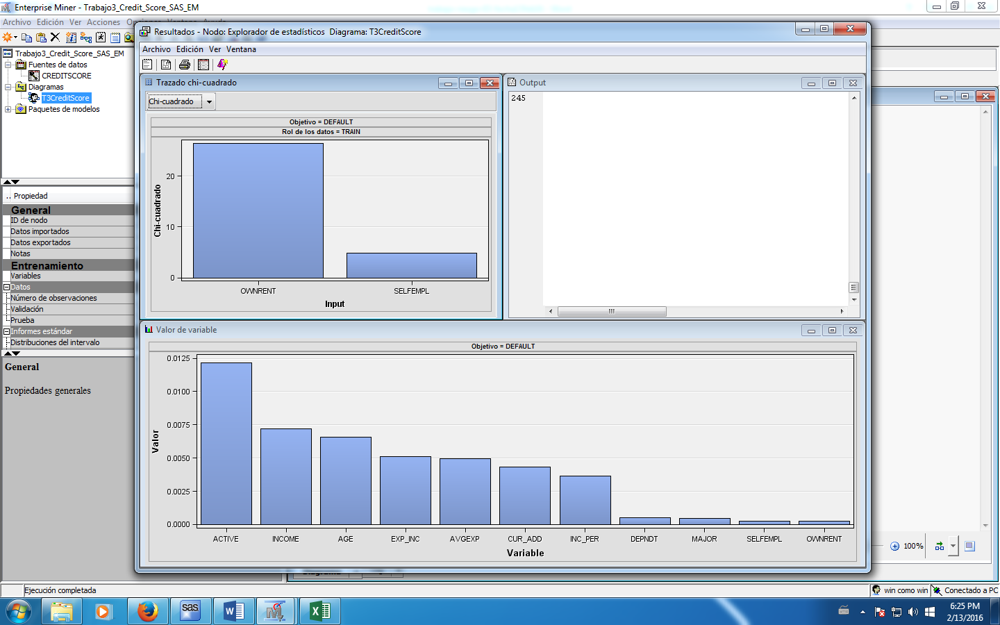 Enterprise Miner - Trabajo3_Credit_Score_SAS_EM
Archivo Edición Ver Acciones
Trabajo3_Credit_Score_SAS_EM
Fuentes de datos
CREDITSCORE
Diagramas
T3CreditScore
Paquetes de modelos
.. Propiedad
General
ID de nodo
Datos importados
Datos exportados
Notas
Entrenamiento
Variables
Datos
Número de observaciones
Validación
Prueba
Informes estándar
Distribuciones del intervalo
General
Propiedades generales
Resultados - Nodo: Explorador de estadísticos Diagrama: T3CreditScore
Archivo Edición Ver Ventana
Trazado chi-cuadrado
Chi-cuadrado
Objetivo = DEFAULT
Rol de los datos = TRAIN
Chi-cuadrado
20
10
0
OWNRENT SELFEMPL
Input
Output
245
Valor de variable
Objetivo = DEFAULT
Valor
0.0125
0.0100
0.0075
0.0050
0.0025
0.0000
ACTIVE INCOME AGE EXP_INC AVGEXP CUR_ADD INC_PER DEPNDT MAJOR SELFEMPL OWNRENT
Variable
100%
Ejecución completada
win como win
Conectado a PC
sas
6:25 PM
2/13/2016